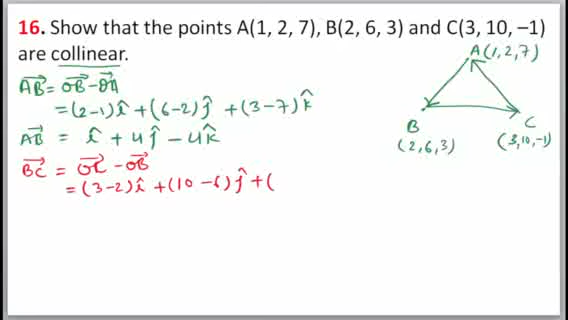 16. Show that the points A(1, 2, 7), B(2, 6, 3) and C(3, 10, –1)
are collinear.
A(1,2,7)
B
(2,6,3)
C
(3,10,-1)
AB⃗ = OB⃗ - OA⃗
= (2-1)î + (6-2)ĵ + (3-7)k̂
AB⃗ = î + 4ĵ - 4k̂
BC⃗ = OC⃗ - OB⃗
= (3-2)î + (10-6)ĵ + (